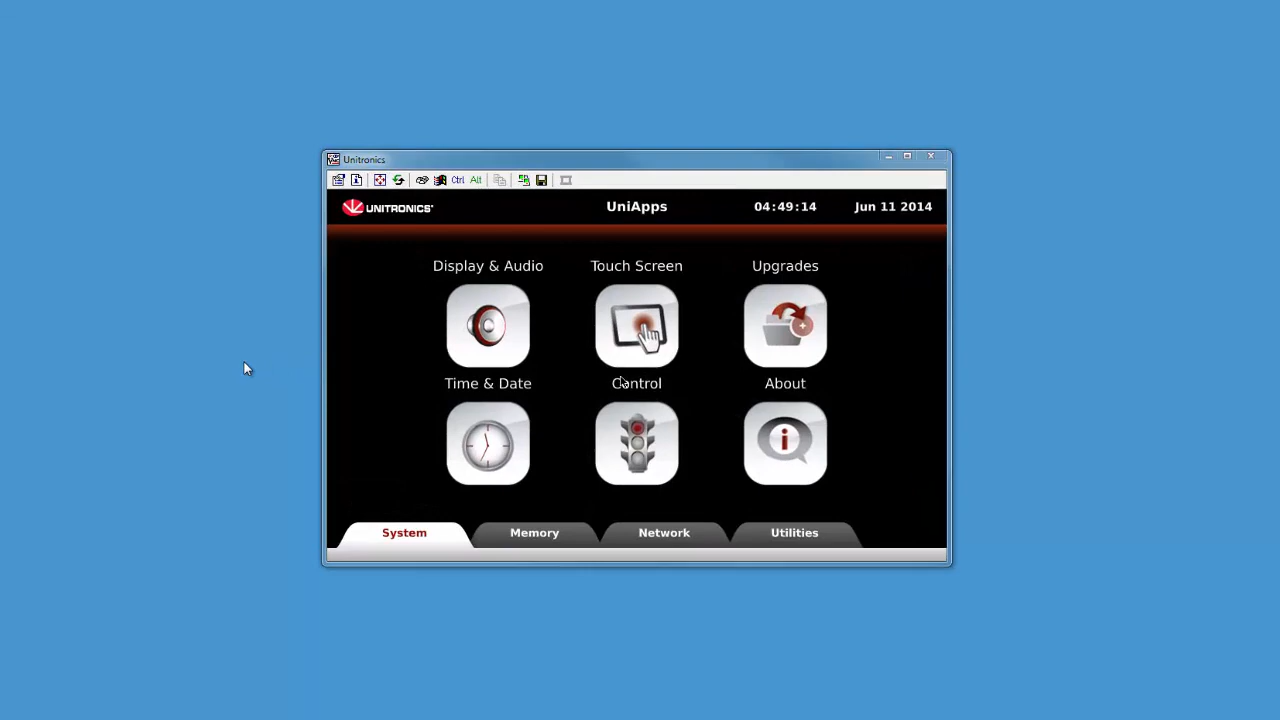 Unitronics
Ctrl Alt
UNITRONICS UniApps 04:49:14 Jun 11 2014
Display & Audio Touch Screen Upgrades
Time & Date Control About
System Memory Network Utilities